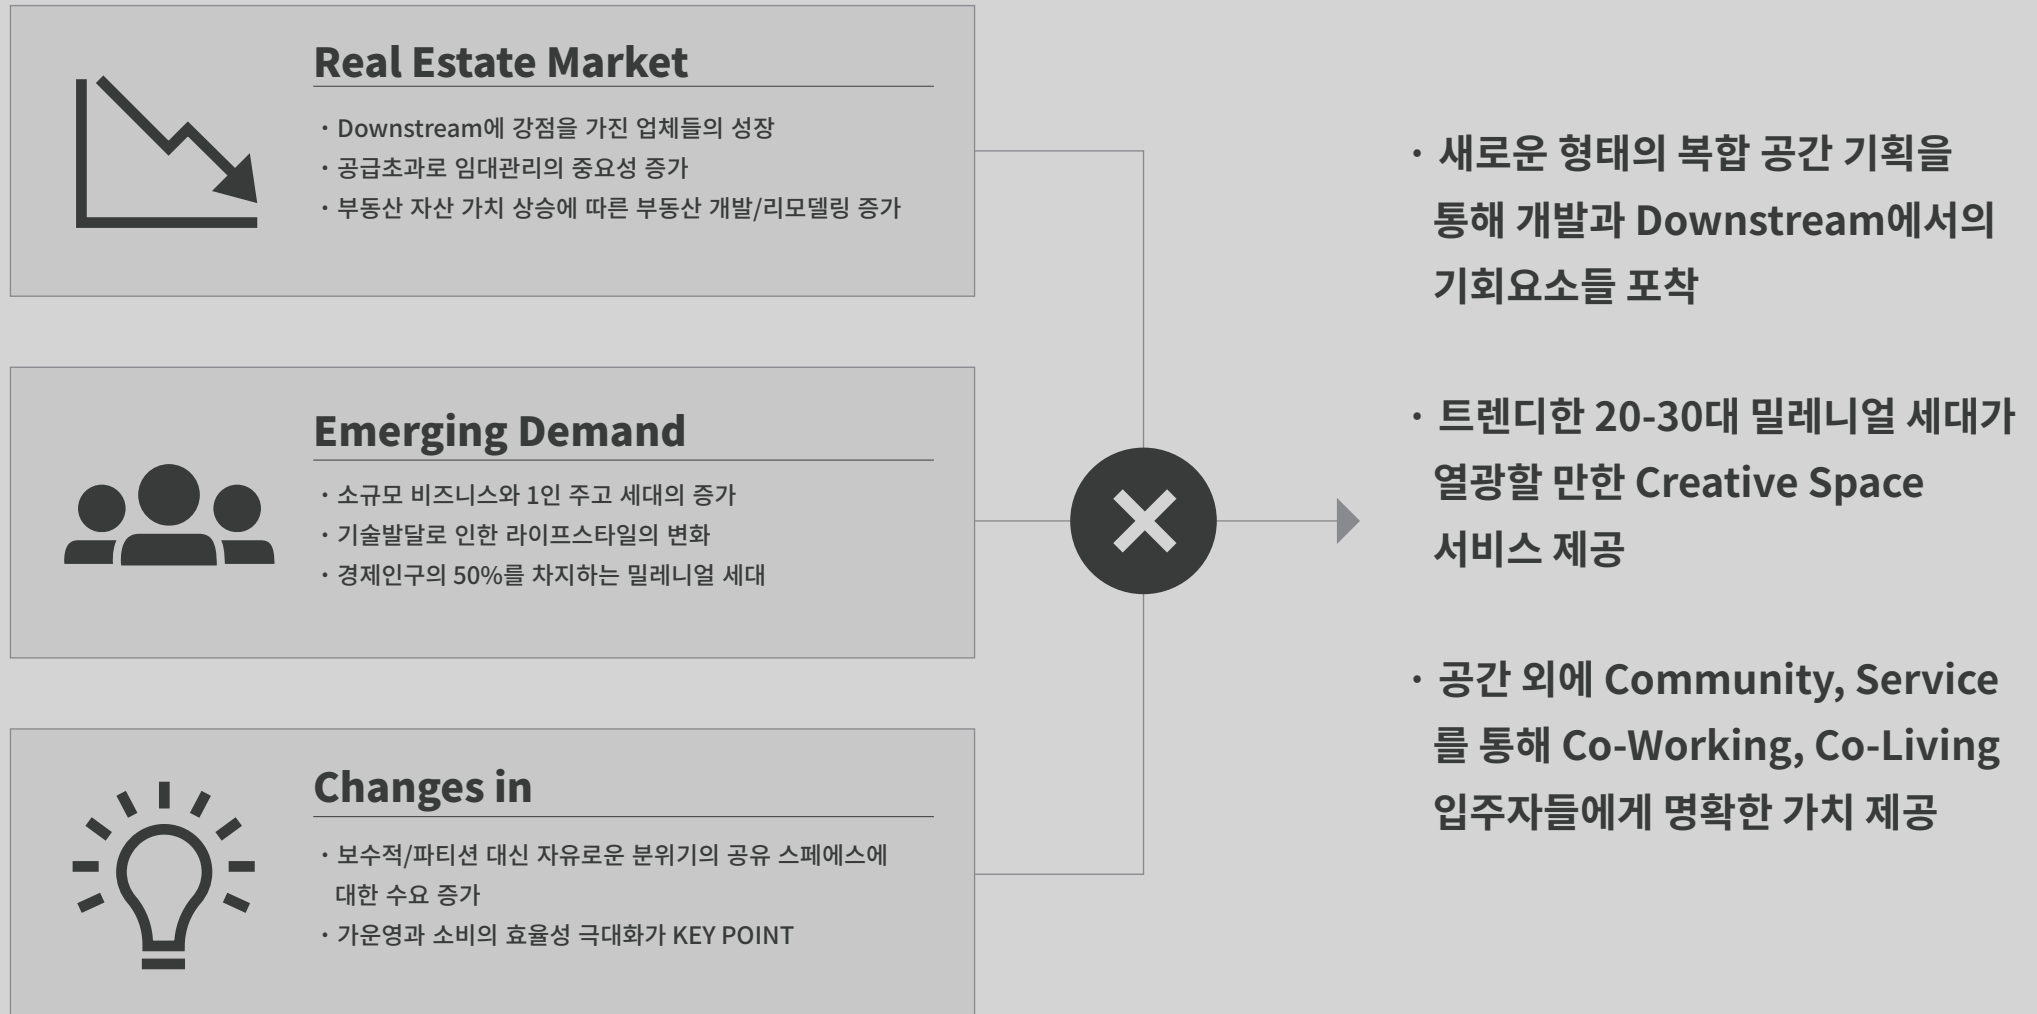 Real Estate Market
· Downstream에 강점을 가진 업체들의 성장
· 공급초과로 임대관리의 중요성 증가
· 부동산 자산 가치 상승에 따른 부동산 개발/리모델링 증가
Emerging Demand
· 소규모 비즈니스와 1인 주고 세대의 증가
· 기술발달로 인한 라이프스타일의 변화
· 경제인구의 50%를 차지하는 밀레니얼 세대
Changes in
· 보수적/파티션 대신 자유로운 분위기의 공유 스페에스에
대한 수요 증가
· 가운영과 소비의 효율성 극대화가 KEY POINT
· 새로운 형태의 복합 공간 기획을
통해 개발과 Downstream에서의
기회요소들 포착
· 트렌디한 20-30대 밀레니얼 세대가
열광할 만한 Creative Space
서비스 제공
· 공간 외에 Community, Service
를 통해 Co-Working, Co-Living
입주자들에게 명확한 가치 제공